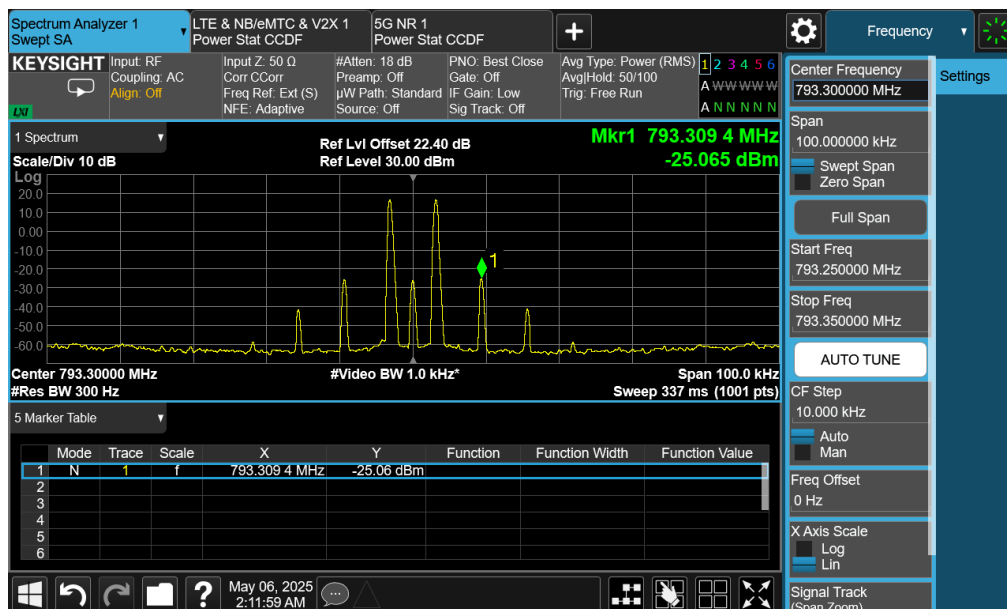 Spectrum Analyzer 1
Swept SA
LTE & NB/eMTC & V2X 1
Power Stat CCDF
5G NR 1
Power Stat CCDF
Frequency
KEYSIGHT
LXI
Input: RF
Coupling: AC
Align: Off
Input Z: 50 Ω
Corr CCorr
Freq Ref: Ext (S)
NFE: Adaptive
#Atten: 18 dB
Preamp: Off
µW Path: Standard
Source: Off
PNO: Best Close
Gate: Off
IF Gain: Low
Sig Track: Off
Avg Type: Power (RMS)
Avg|Hold: 50/100
Trig: Free Run
1 2 3 4 5 6
A W W W W W
A N N N N N
1 Spectrum
Scale/Div 10 dB
Ref Lvl Offset 22.40 dB
Ref Level 30.00 dBm
Mkr1 793.309 4 MHz
-25.065 dBm
Log
20.0
10.0
0.00
-10.0
-20.0
-30.0
-40.0
-50.0
-60.0
1
Center 793.30000 MHz
#Res BW 300 Hz
#Video BW 1.0 kHz*
Span 100.0 kHz
Sweep 337 ms (1001 pts)
5 Marker Table
Mode Trace Scale X Y Function Function Width Function Value
1 N 1 f 793.309 4 MHz -25.06 dBm
2
3
4
5
6
May 06, 2025
2:11:59 AM
Center Frequency
793.300000 MHz
Settings
Span
100.000000 kHz
Swept Span
Zero Span
Full Span
Start Freq
793.250000 MHz
Stop Freq
793.350000 MHz
AUTO TUNE
CF Step
10.000 kHz
Auto
Man
Freq Offset
0 Hz
X Axis Scale
Log
Lin
Signal Track
(Span Zoom)